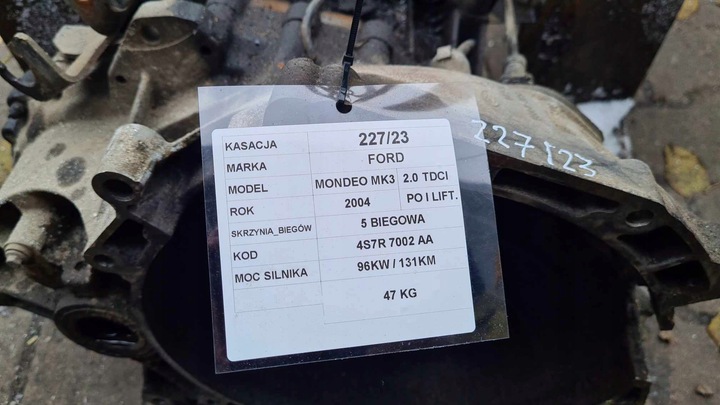 KASACJA 227/23
MARKA FORD
MODEL MONDEO MK3 2.0 TDCI
ROK 2004 PO I LIFT.
SKRZYNIA_BIEGÓW 5 BIEGOWA
KOD 4S7R 7002 AA
MOC SILNIKA 96KW / 131KM
47 KG
227/23